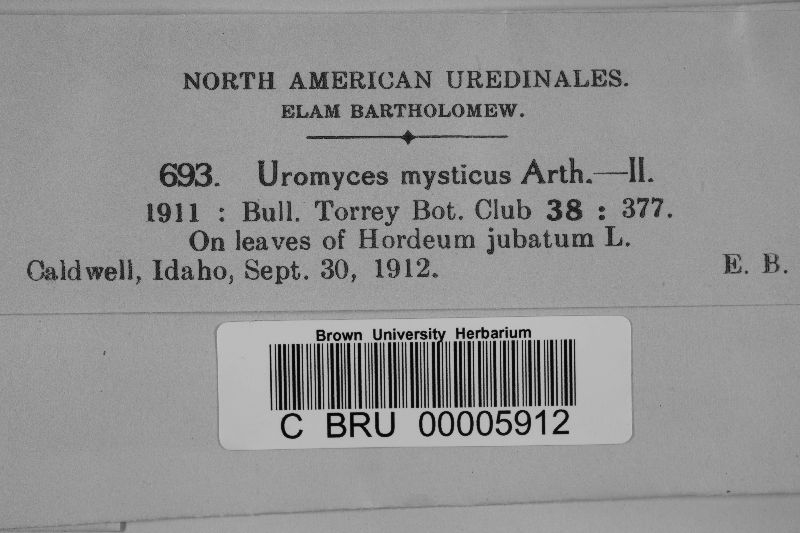 NORTH AMERICAN UREDINALES.
ELAM BARTHOLOMEW.
693. Uromyces mysticus Arth.—II.
1911 : Bull. Torrey Bot. Club 38 : 377.
On leaves of Hordeum jubatum L.
Caldwell, Idaho, Sept. 30, 1912. E. B.
Brown University Herbarium
C BRU 00005912